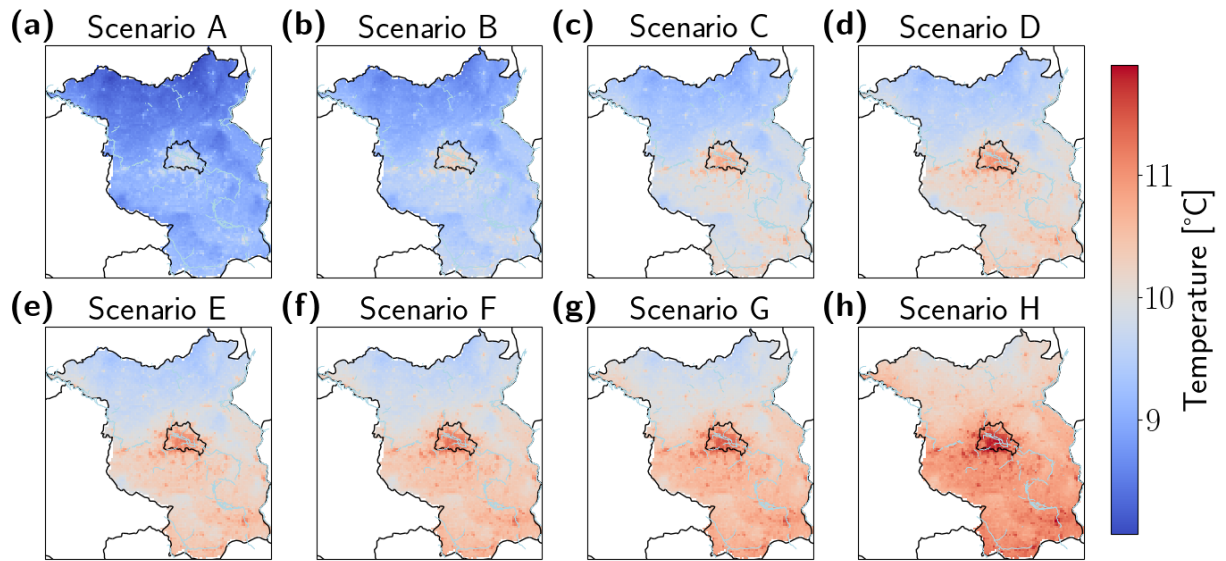 (a) Scenario A
(b) Scenario B
(c) Scenario C
(d) Scenario D
(e) Scenario E
(f) Scenario F
(g) Scenario G
(h) Scenario H
11
10
9
Temperature [°C]